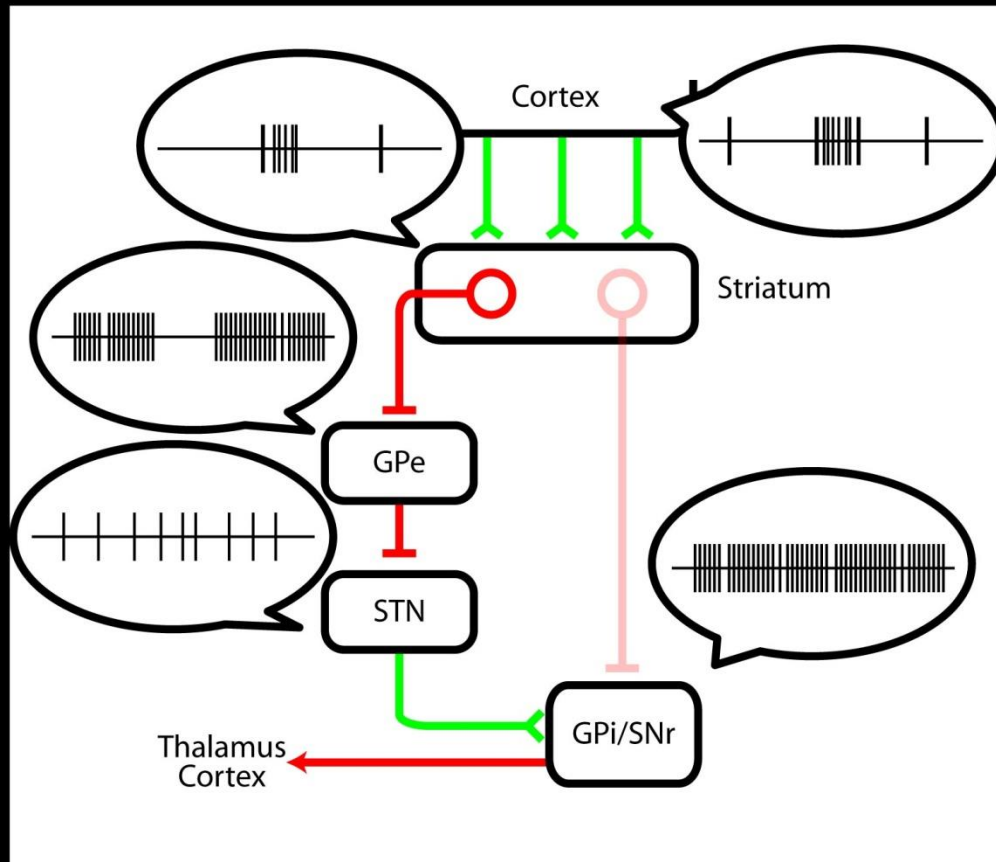 Cortex
Striatum
GPe
STN
GPi/SNr
Thalamus
Cortex